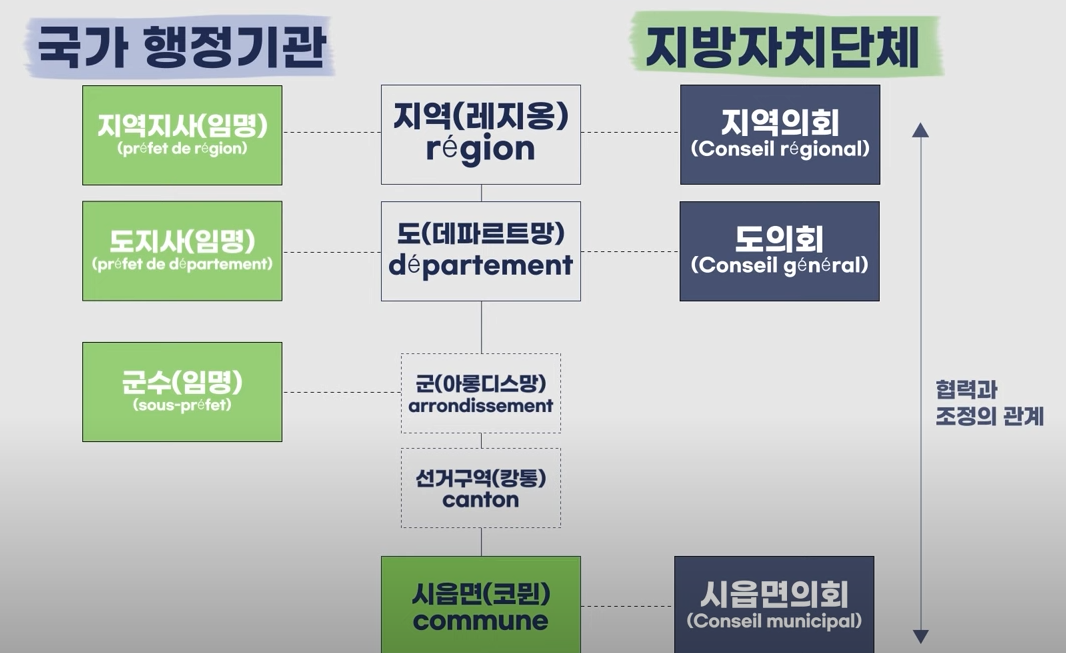 국가 행정기관
지방자치단체
지역지사(임명)
(préfet de région)
지역(레지옹)
région
지역의회
(Conseil régional)
도지사(임명)
(préfet de département)
도(데파르트망)
département
도의회
(Conseil général)
군수(임명)
(sous-préfet)
군(아롱디스망)
arrondissement
협력과
조정의 관계
선거구역(캉통)
canton
시읍면(코뮌)
commune
시읍면의회
(Conseil municipal)